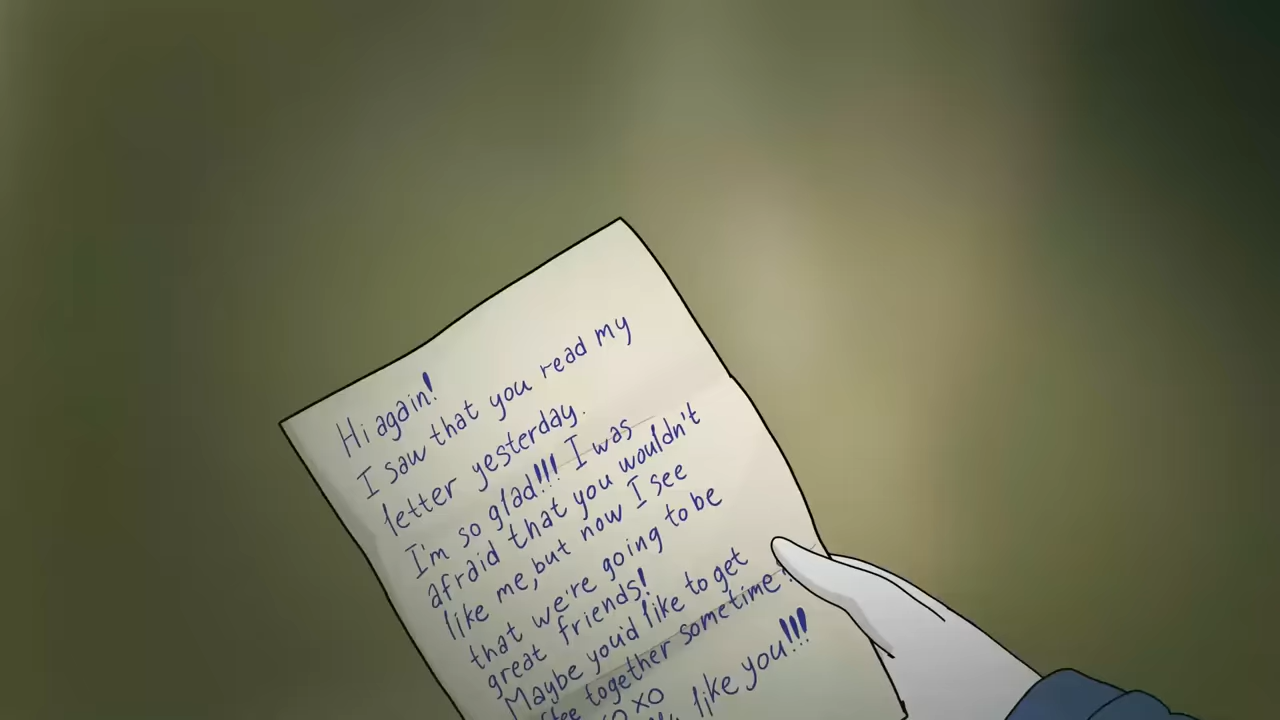 Hi again!
I saw that you read my
letter yesterday.
I'm so glad!!! I was
afraid that you wouldn't
like me, but now I see
that we're going to be
great friends!
Maybe you'd like to get
together sometime?
XO
like you!!!